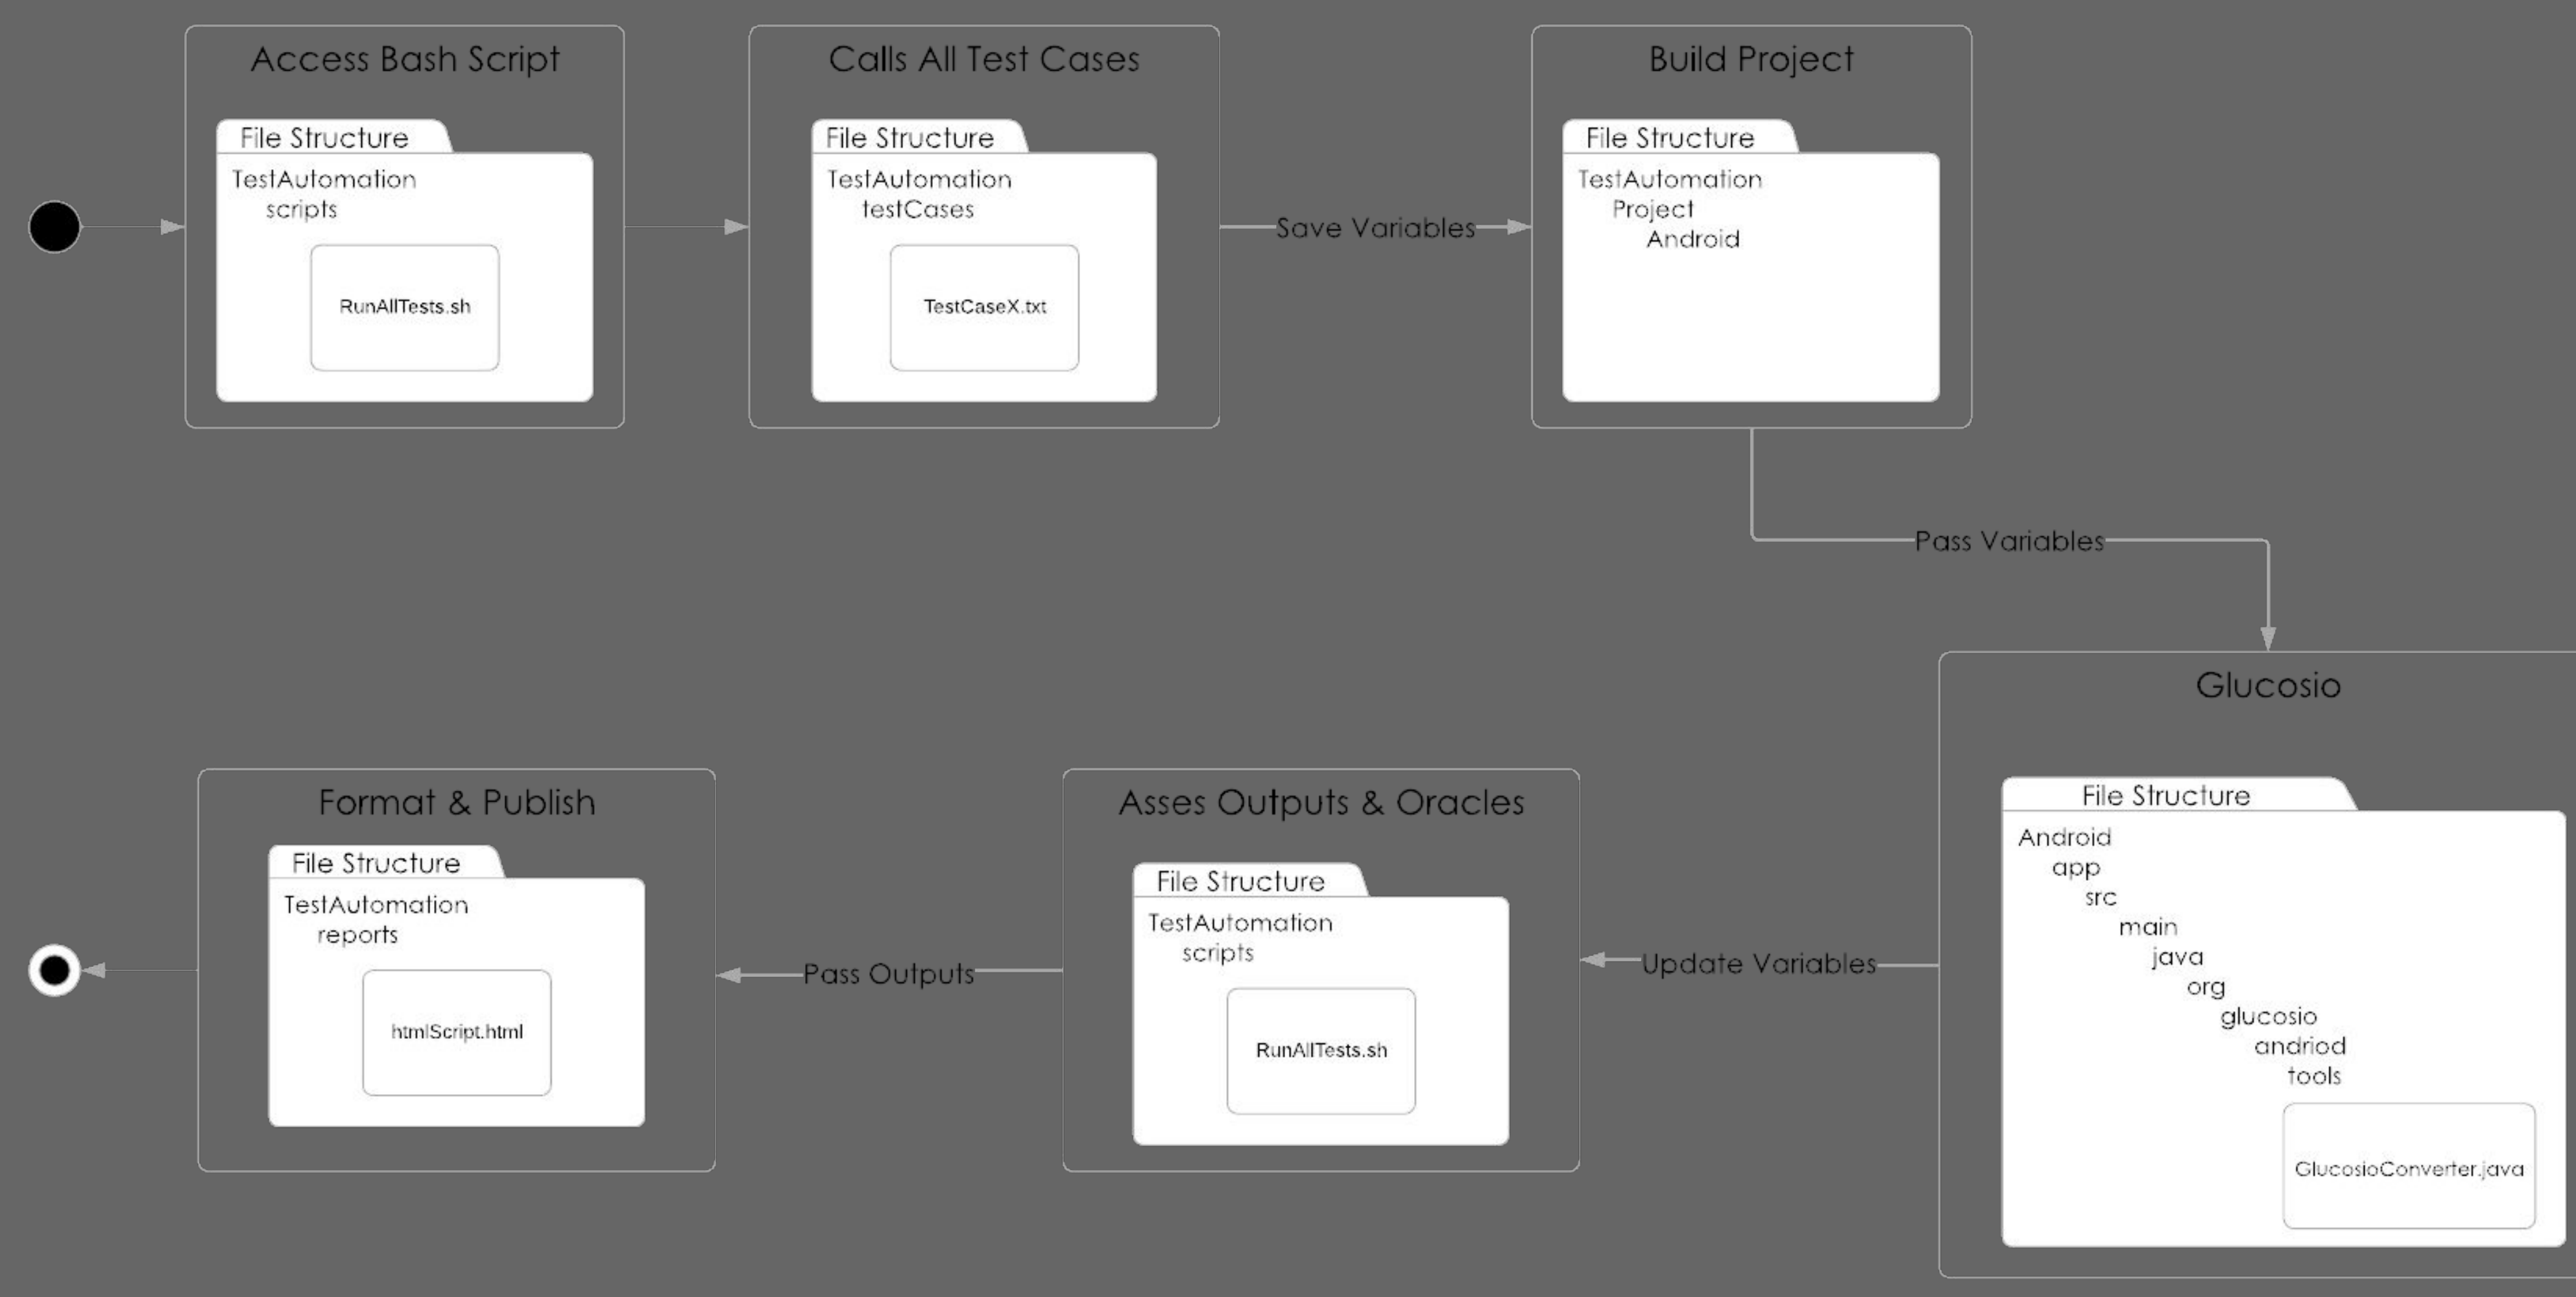 Access Bash Script
File Structure
TestAutomation
scripts
RunAllTests.sh
Calls All Test Cases
File Structure
TestAutomation
testCases
TestCaseX.txt
Save Variables
Build Project
File Structure
TestAutomation
Project
Android
Pass Variables
Glucosio
File Structure
Android
app
src
main
java
org
glucosio
andriod
tools
GlucosioConverter.java
Update Variables
Asses Outputs & Oracles
File Structure
TestAutomation
scripts
RunAllTests.sh
Pass Outputs
Format & Publish
File Structure
TestAutomation
reports
htmlScript.html